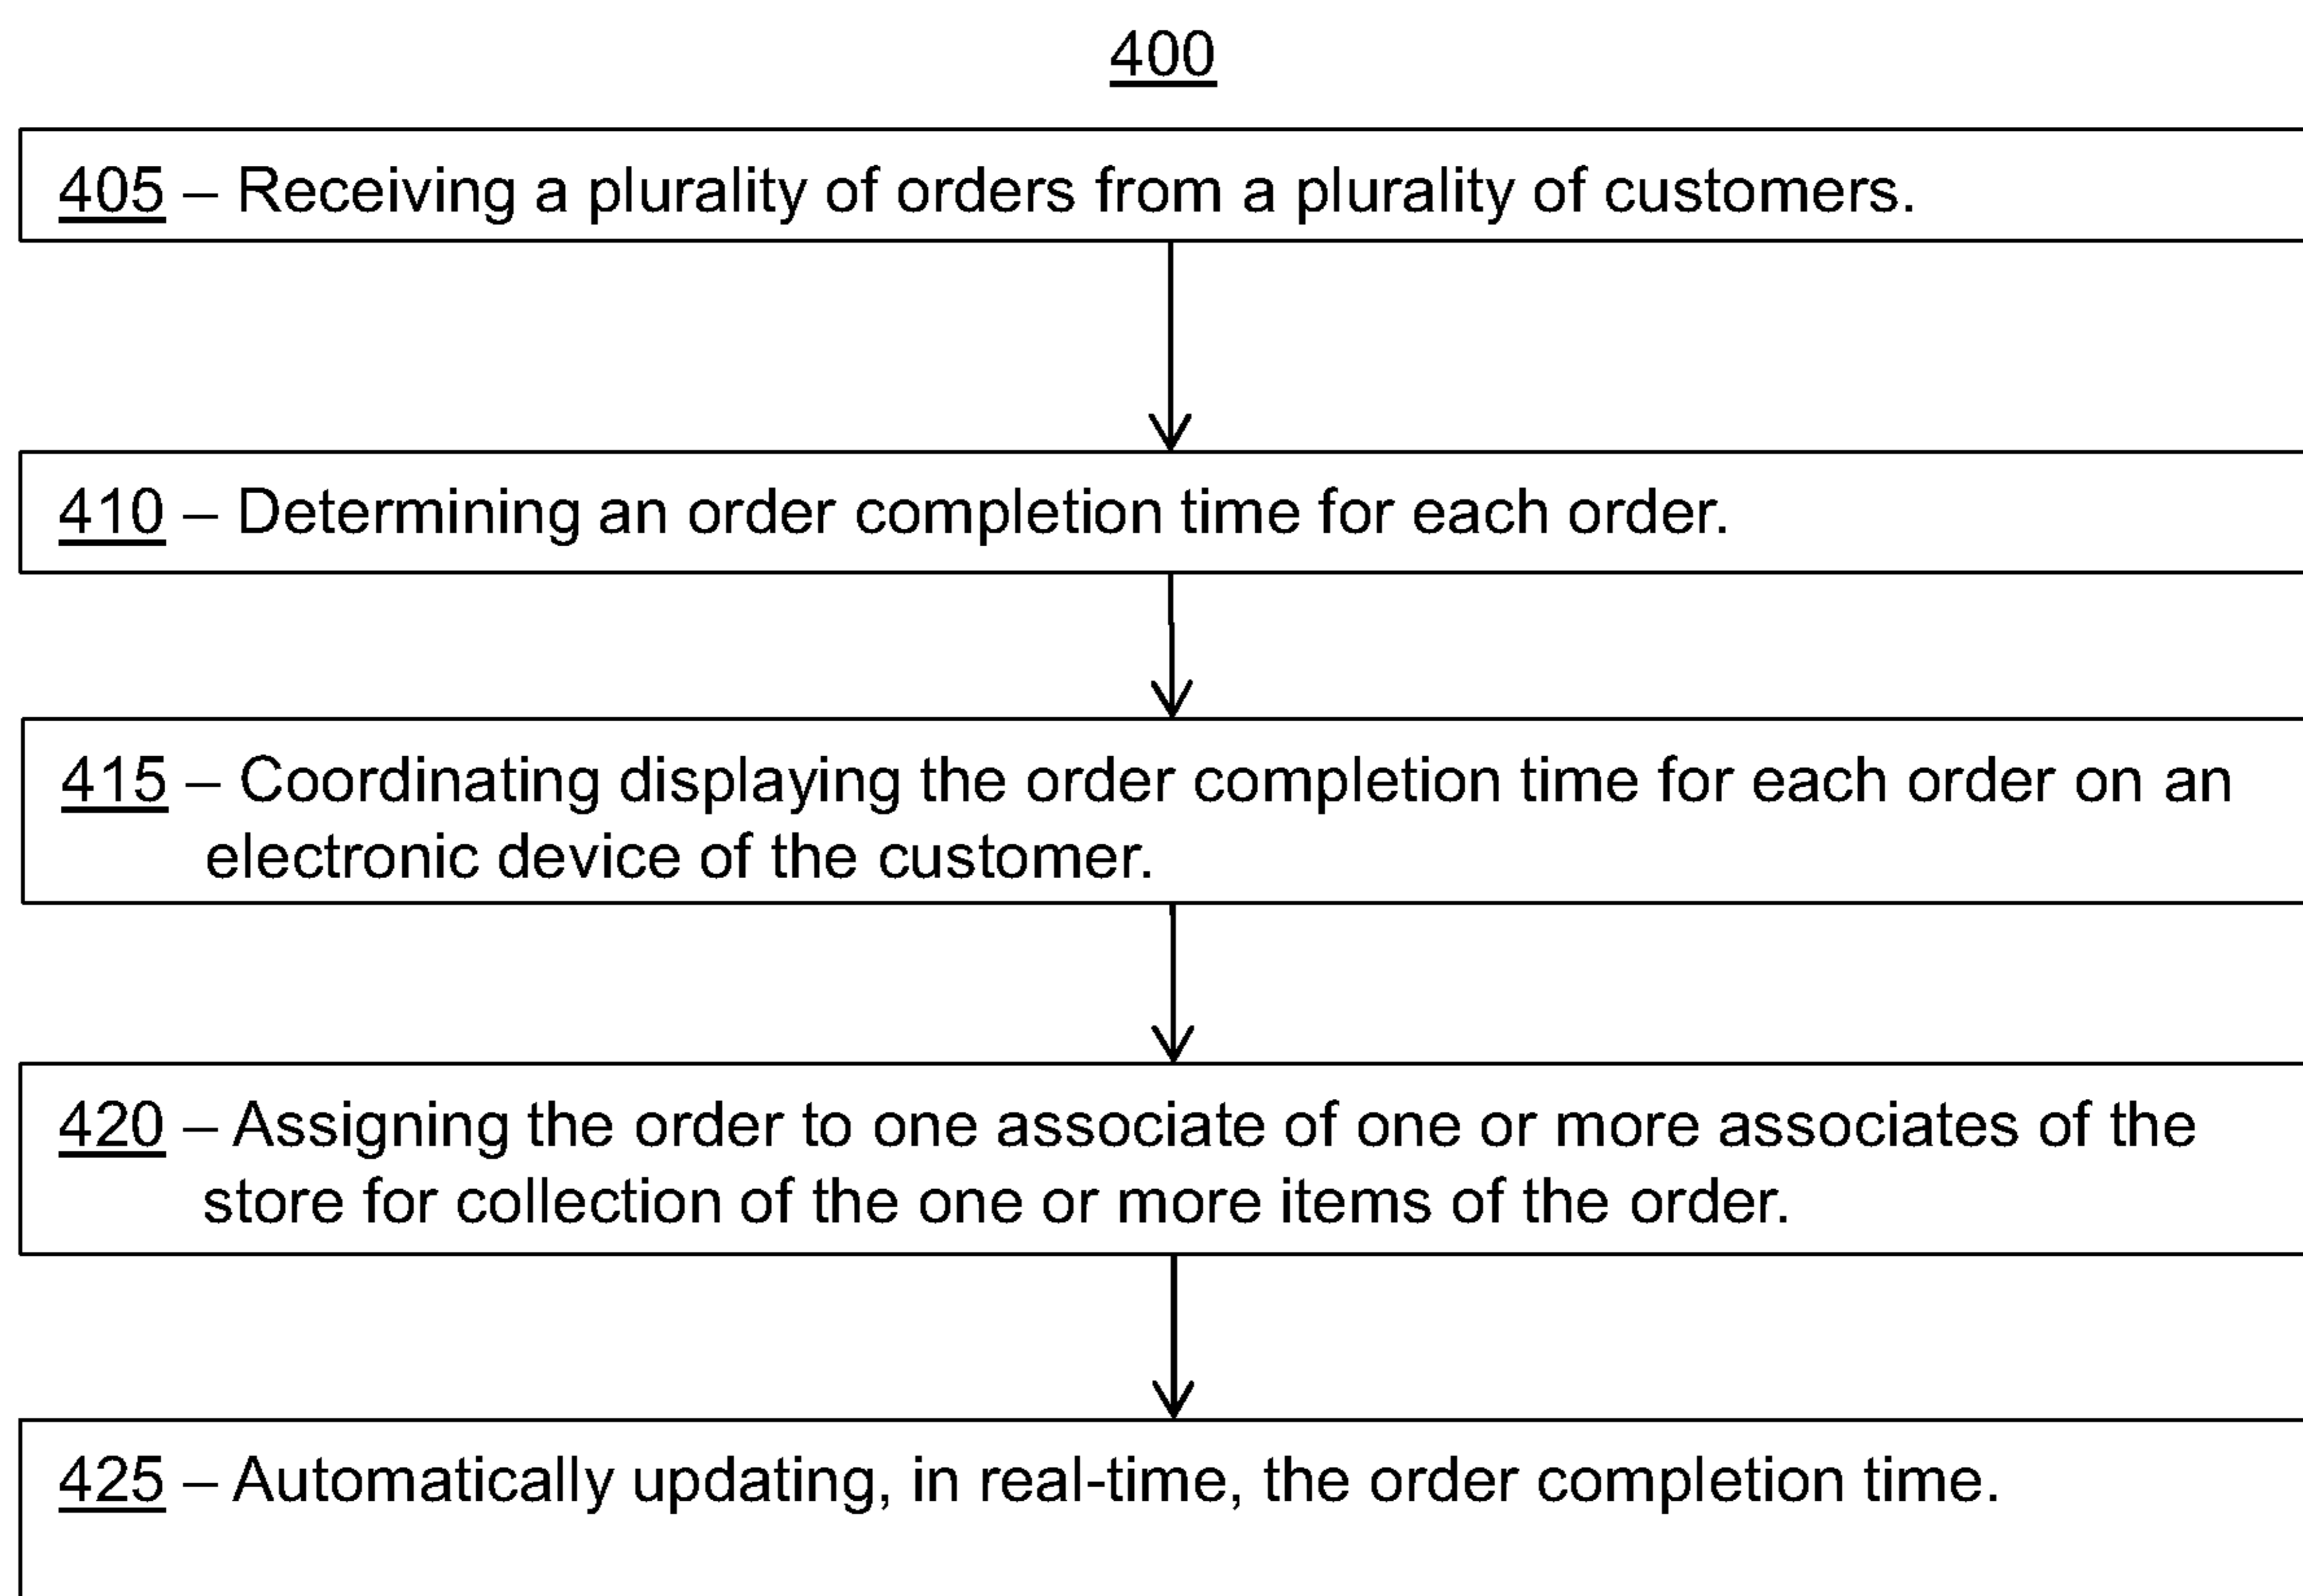 400
405 – Receiving a plurality of orders from a plurality of customers.
410 – Determining an order completion time for each order.
415 – Coordinating displaying the order completion time for each order on an
electronic device of the customer.
420 – Assigning the order to one associate of one or more associates of the
store for collection of the one or more items of the order.
425 – Automatically updating, in real-time, the order completion time.